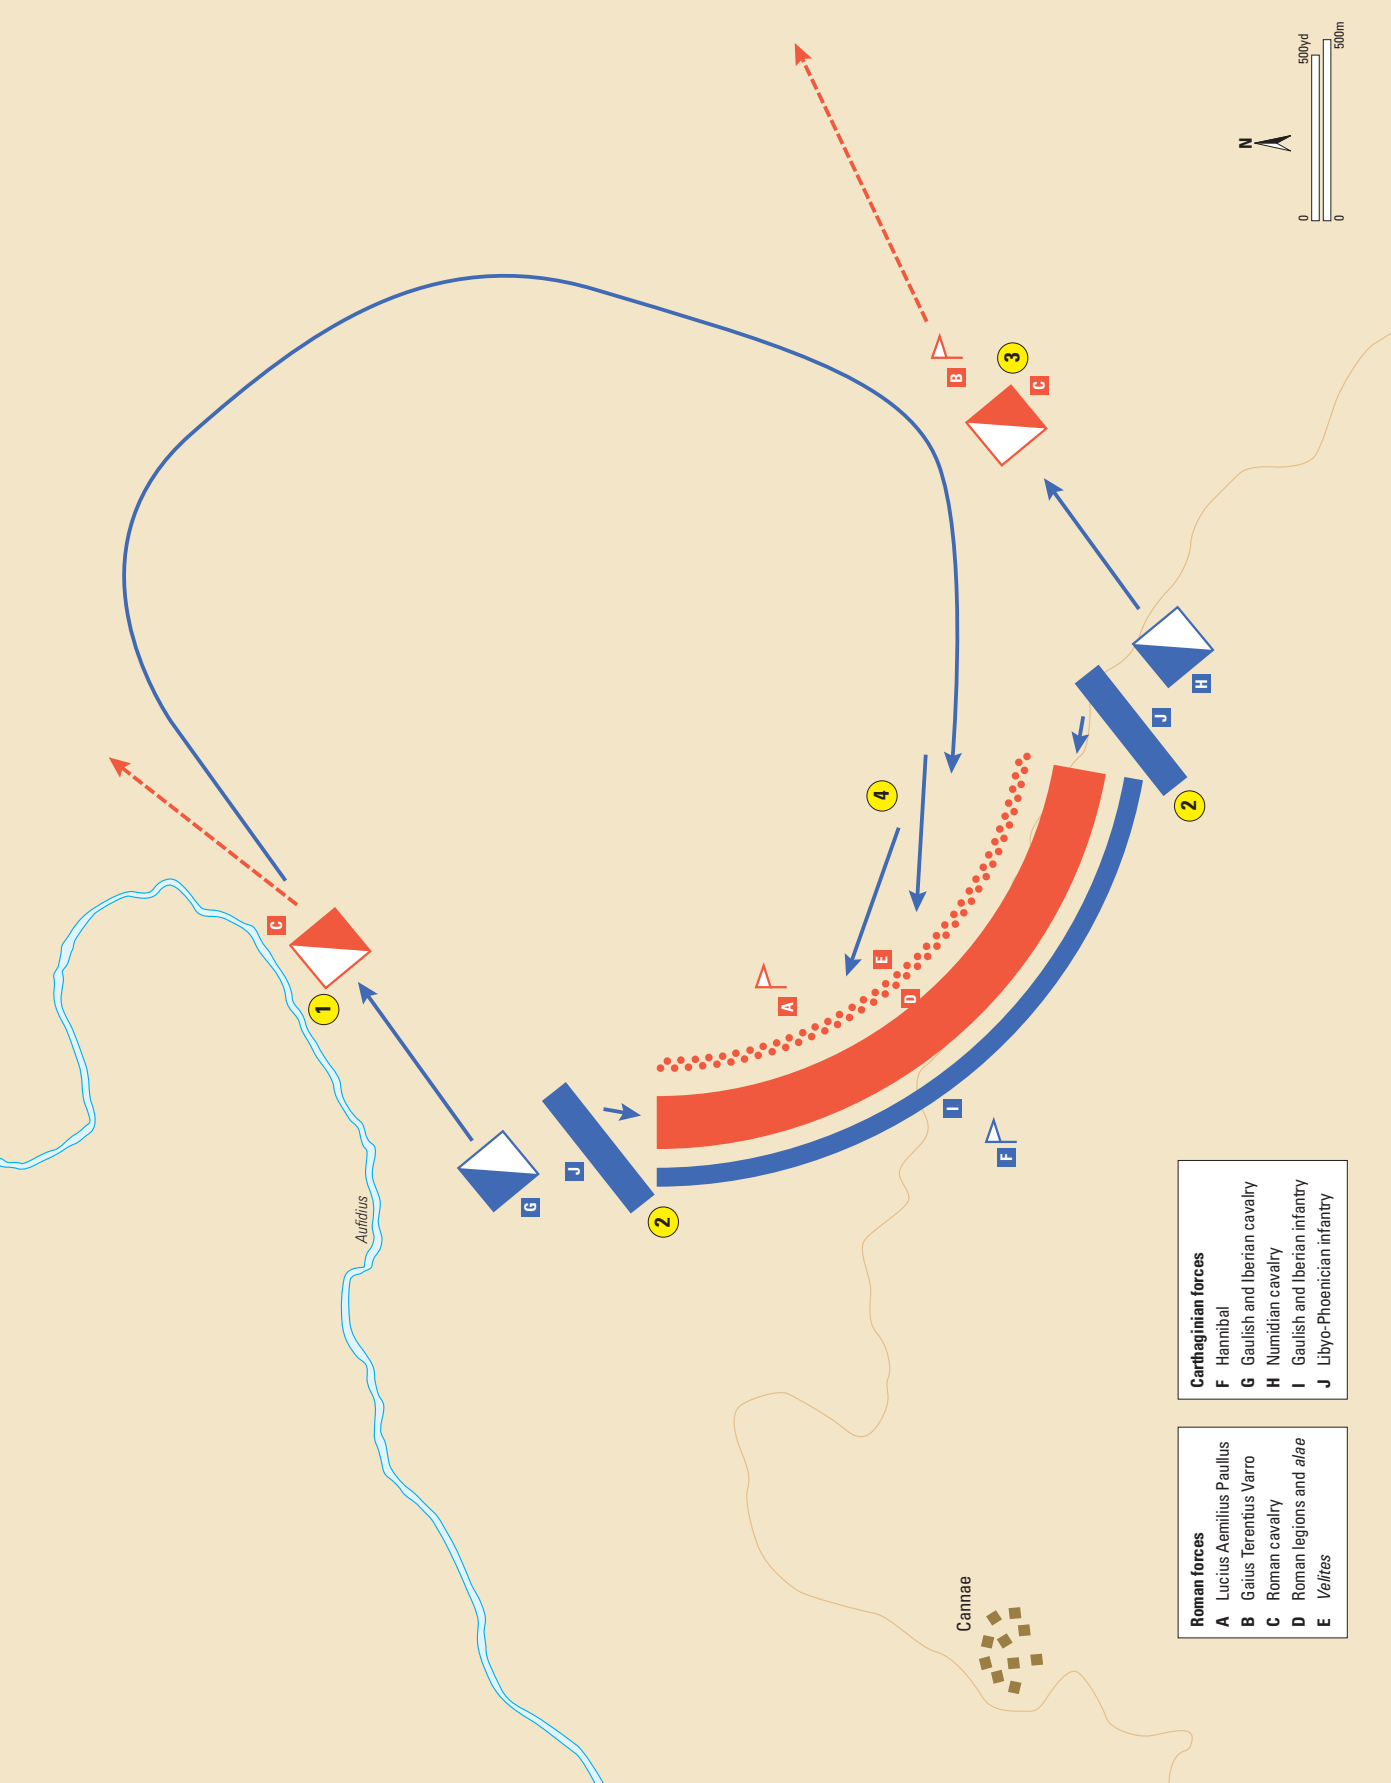 N
500yd
500m
0
0
B
3
C
C
1
4
H
J
2
E
D
A
I
F
J
G
2
Aufidius
Cannae
Roman forces
A Lucius Aemilius Paullus
B Gaius Terentius Varro
C Roman cavalry
D Roman legions and alae
E Velites
Carthaginian forces
F Hannibal
G Gaulish and Iberian cavalry
H Numidian cavalry
I Gaulish and Iberian infantry
J Libyo-Phoenician infantry